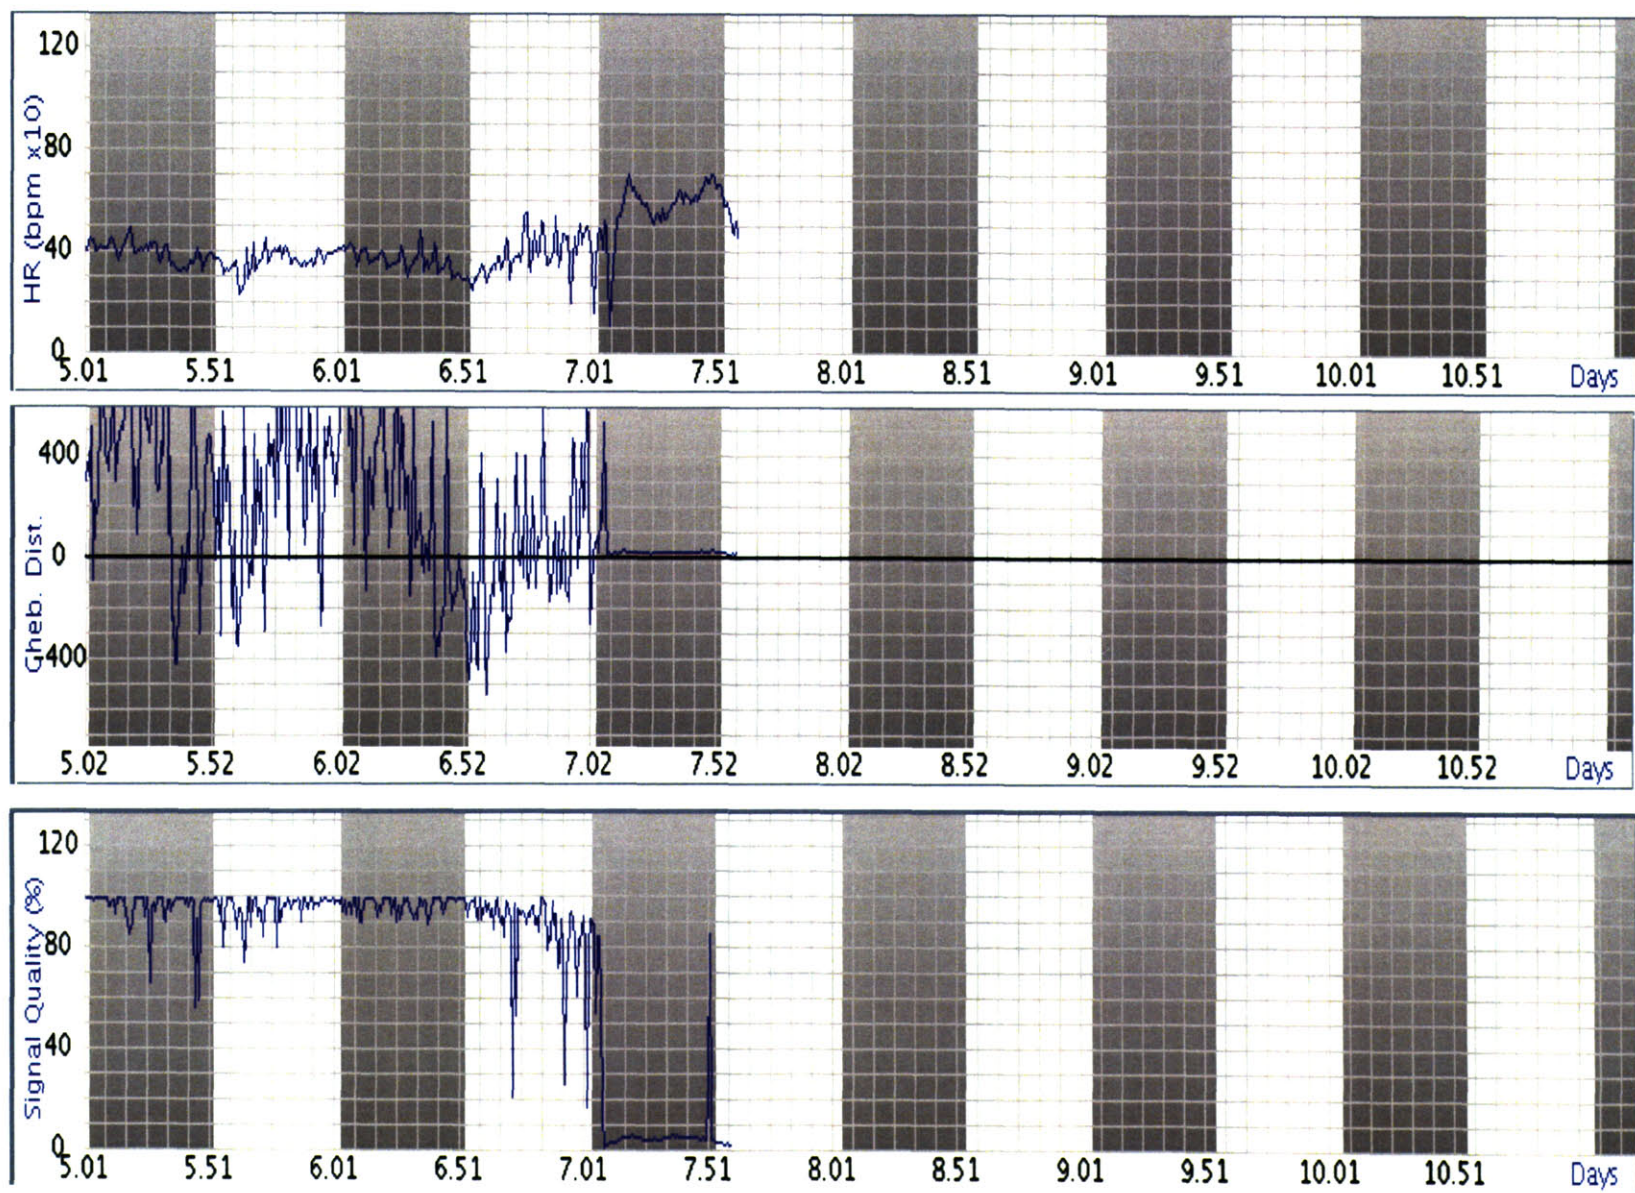 HR (bpm x10)
120
80
40
0
5.01 5.51 6.01 6.51 7.01 7.51 8.01 8.51 9.01 9.51 10.01 10.51 Days
Gheb. Dist.
400
0
-400
5.02 5.52 6.02 6.52 7.02 7.52 8.02 8.52 9.02 9.52 10.02 10.52 Days
Signal Quality (%)
120
80
40
0
5.01 5.51 6.01 6.51 7.01 7.51 8.01 8.51 9.01 9.51 10.01 10.51 Days